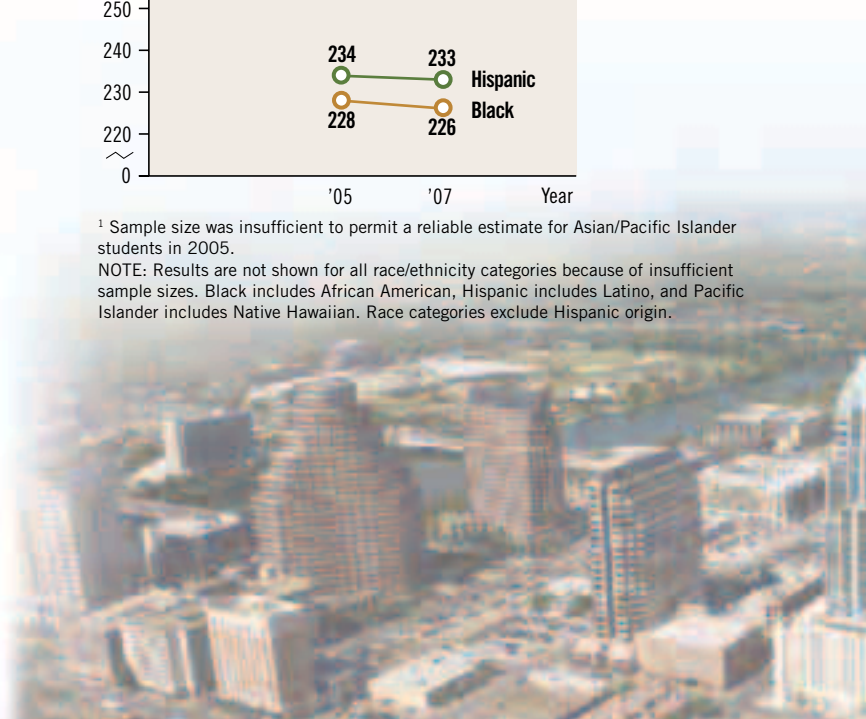 250
240
234
233
Hispanic
230
Black
228
226
220
0
’05 ’07 Year
¹ Sample size was insufficient to permit a reliable estimate for Asian/Pacific Islander
students in 2005.
NOTE: Results are not shown for all race/ethnicity categories because of insufficient
sample sizes. Black includes African American, Hispanic includes Latino, and Pacific
Islander includes Native Hawaiian. Race categories exclude Hispanic origin.